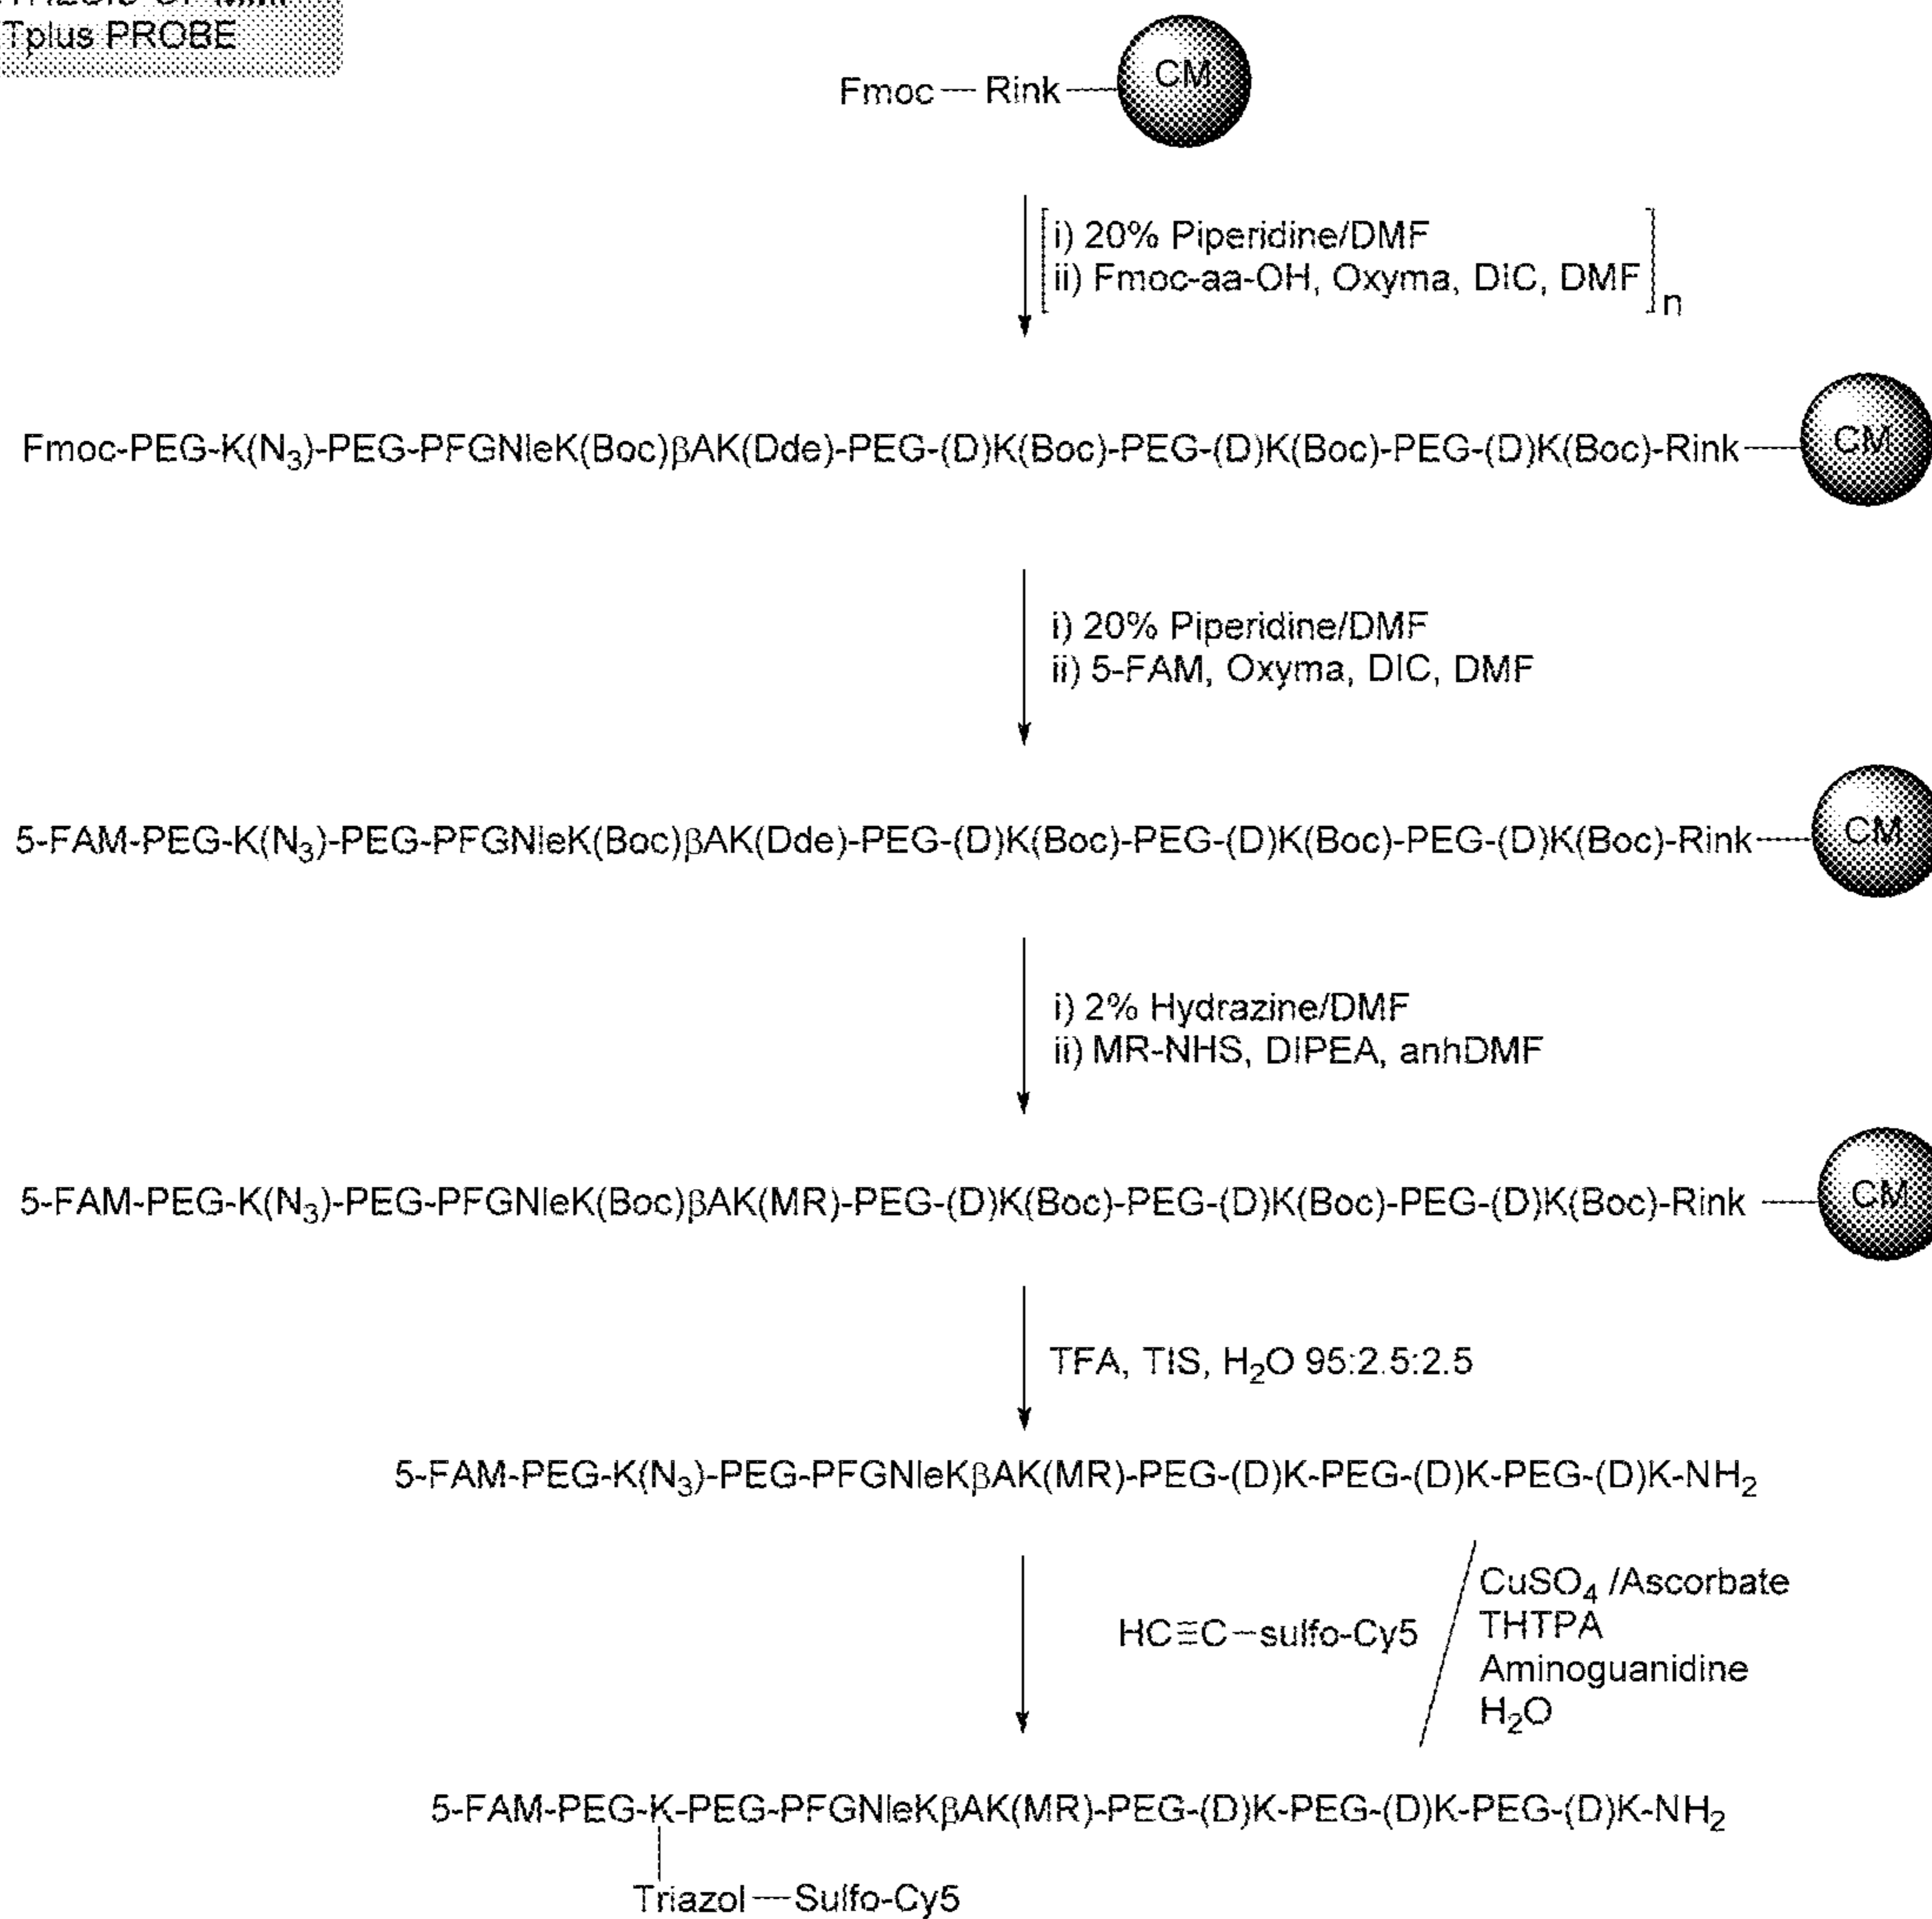 Tplus PROBE
Fmoc — Rink — CM
i) 20% Piperidine/DMF
ii) Fmoc-aa-OH, Oxyma, DIC, DMF
n
Fmoc-PEG-K(N₃)-PEG-PFGNleK(Boc)βAK(Dde)-PEG-(D)K(Boc)-PEG-(D)K(Boc)-PEG-(D)K(Boc)-Rink — CM
i) 20% Piperidine/DMF
ii) 5-FAM, Oxyma, DIC, DMF
5-FAM-PEG-K(N₃)-PEG-PFGNleK(Boc)βAK(Dde)-PEG-(D)K(Boc)-PEG-(D)K(Boc)-PEG-(D)K(Boc)-Rink — CM
i) 2% Hydrazine/DMF
ii) MR-NHS, DIPEA, anhDMF
5-FAM-PEG-K(N₃)-PEG-PFGNleK(Boc)βAK(MR)-PEG-(D)K(Boc)-PEG-(D)K(Boc)-PEG-(D)K(Boc)-Rink — CM
TFA, TIS, H₂O 95:2.5:2.5
5-FAM-PEG-K(N₃)-PEG-PFGNleKβAK(MR)-PEG-(D)K-PEG-(D)K-PEG-(D)K-NH₂
HC≡C—sulfo-Cy5
CuSO₄ /Ascorbate
THTPA
Aminoguanidine
H₂O
5-FAM-PEG-K-PEG-PFGNleKβAK(MR)-PEG-(D)K-PEG-(D)K-PEG-(D)K-NH₂
Triazol — Sulfo-Cy5